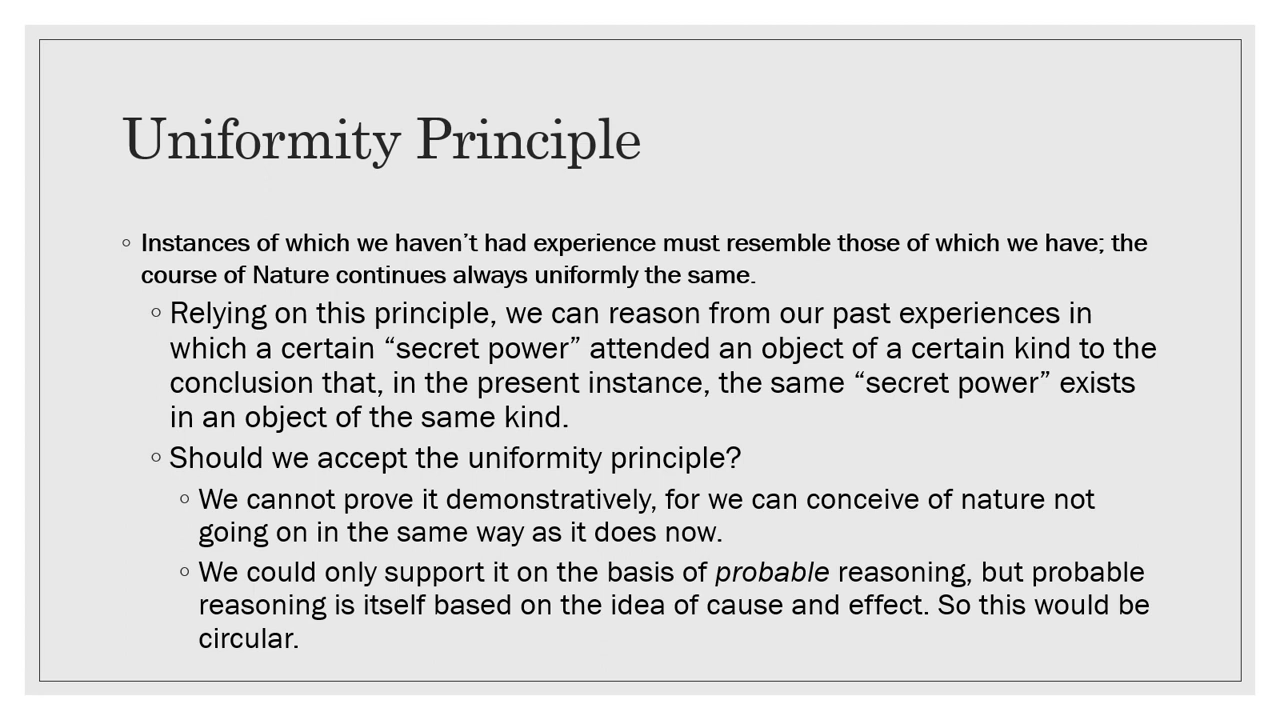 Uniformity Principle
◦ Instances of which we haven’t had experience must resemble those of which we have; the
course of Nature continues always uniformly the same.
◦ Relying on this principle, we can reason from our past experiences in
which a certain “secret power” attended an object of a certain kind to the
conclusion that, in the present instance, the same “secret power” exists
in an object of the same kind.
◦ Should we accept the uniformity principle?
◦ We cannot prove it demonstratively, for we can conceive of nature not
going on in the same way as it does now.
◦ We could only support it on the basis of probable reasoning, but probable
reasoning is itself based on the idea of cause and effect. So this would be
circular.